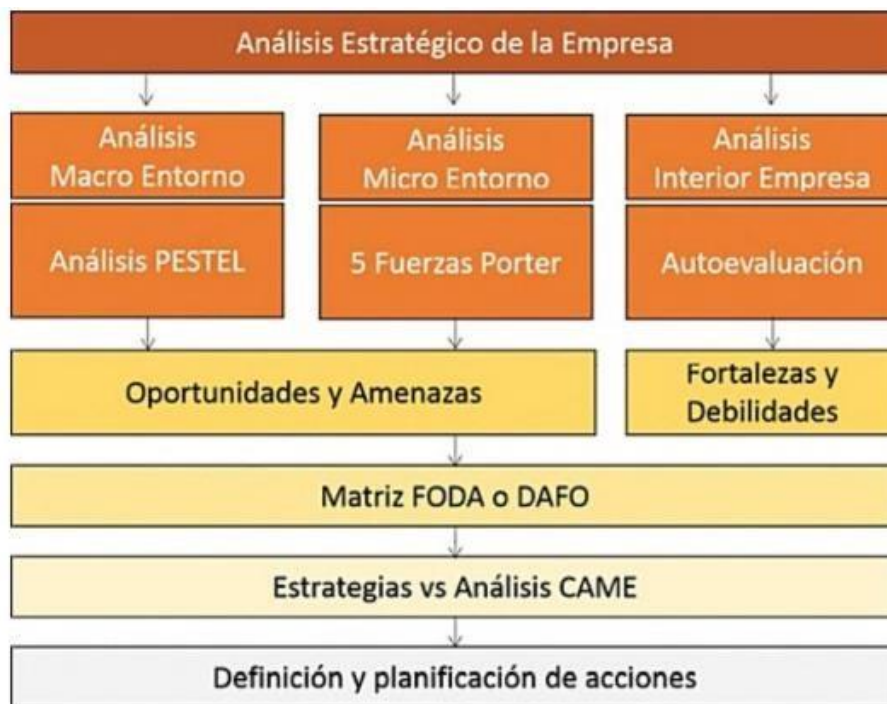 Análisis Estratégico de la Empresa
Análisis
Macro Entorno
Análisis
Micro Entorno
Análisis
Interior Empresa
Análisis PESTEL
5 Fuerzas Porter
Autoevaluación
Oportunidades y Amenazas
Fortalezas y
Debilidades
Matriz FODA o DAFO
Estrategias vs Análisis CAME
Definición y planificación de acciones